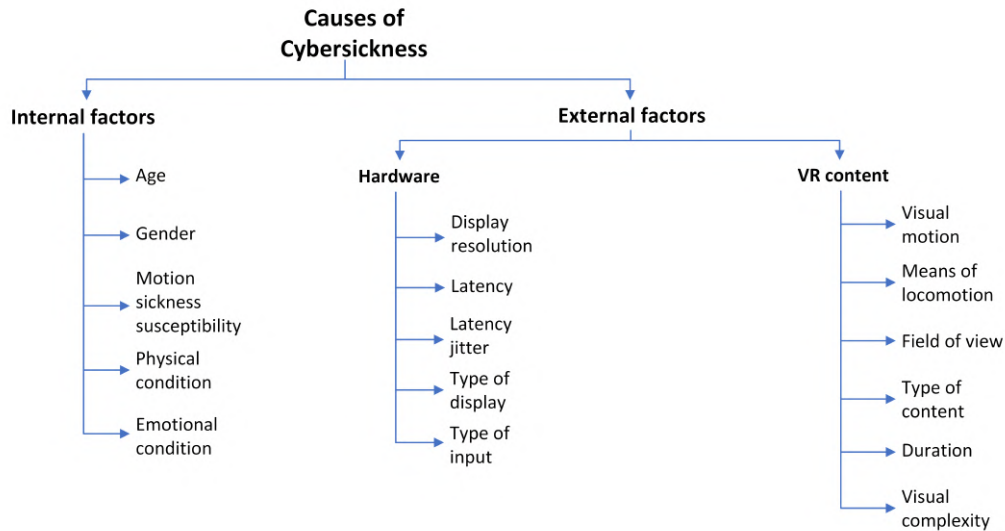 Causes of
Cybersickness
Internal factors
Age
Gender
Motion
sickness
susceptibility
Physical
condition
Emotional
condition
External factors
Hardware
Display
resolution
Latency
Latency
jitter
Type of
display
Type of
input
VR content
Visual
motion
Means of
locomotion
Field of view
Type of
content
Duration
Visual
complexity